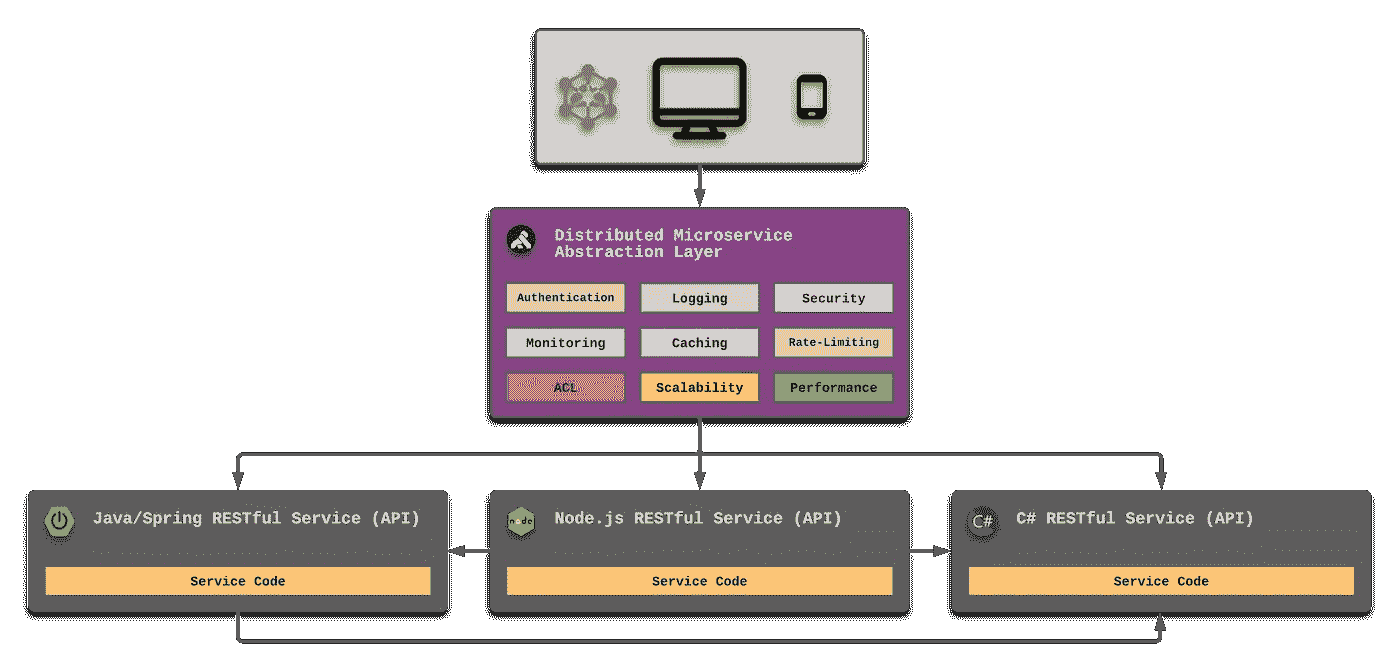 Distributed Microservice
Abstraction Layer
Authentication
Logging
Security
Monitoring
Caching
Rate-Limiting
ACL
Scalability
Performance
Java/Spring RESTful Service (API)
node
Node.js RESTful Service (API)
C#
C# RESTful Service (API)
Service Code
Service Code
Service Code